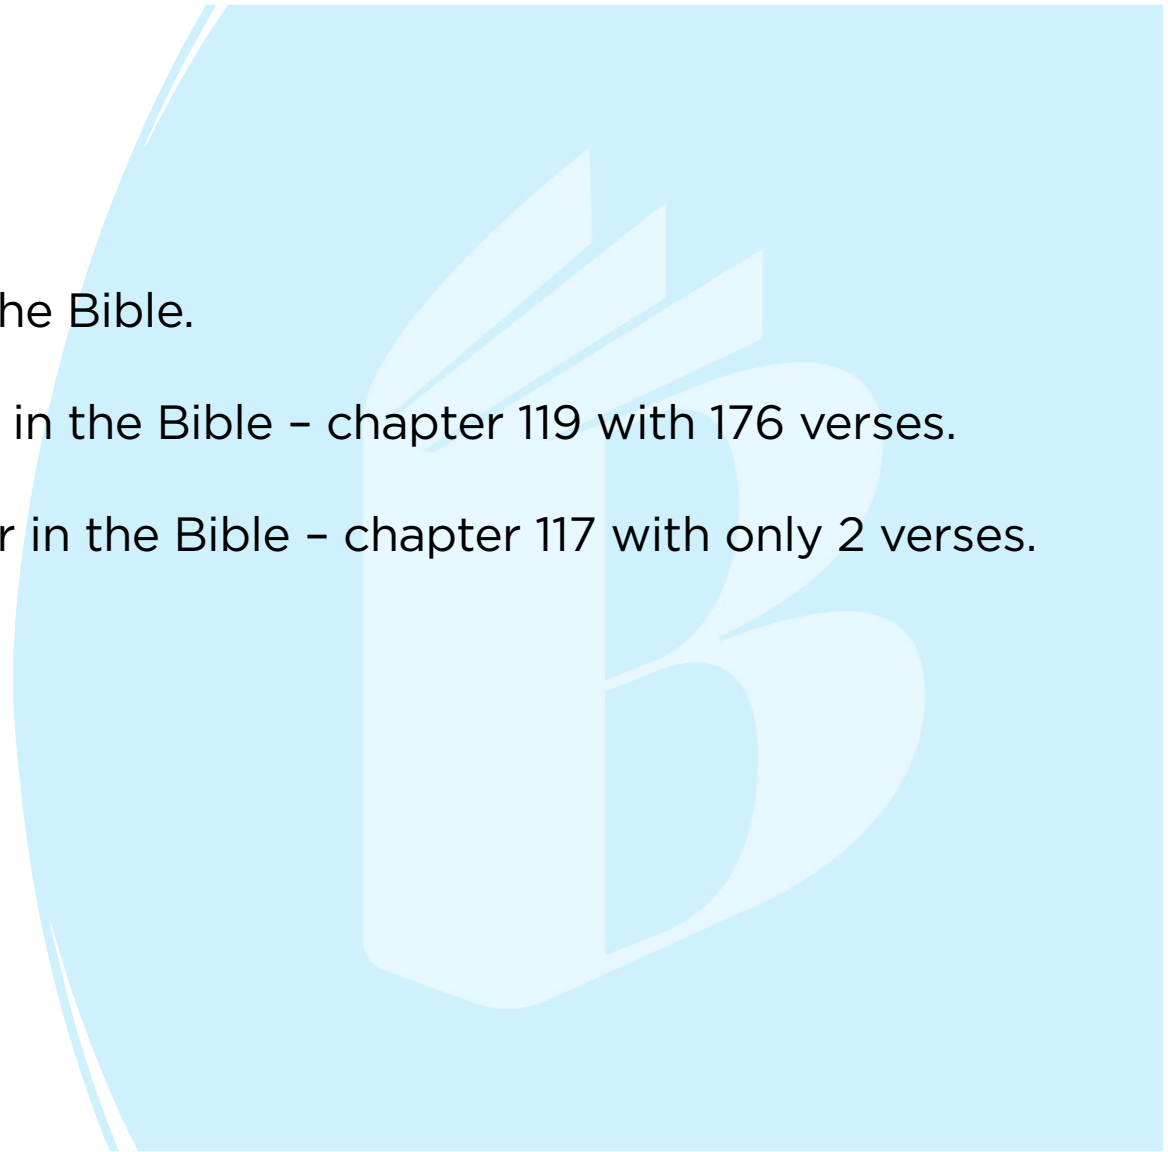 he Bible.
in the Bible – chapter 119 with 176 verses.
r in the Bible – chapter 117 with only 2 verses.